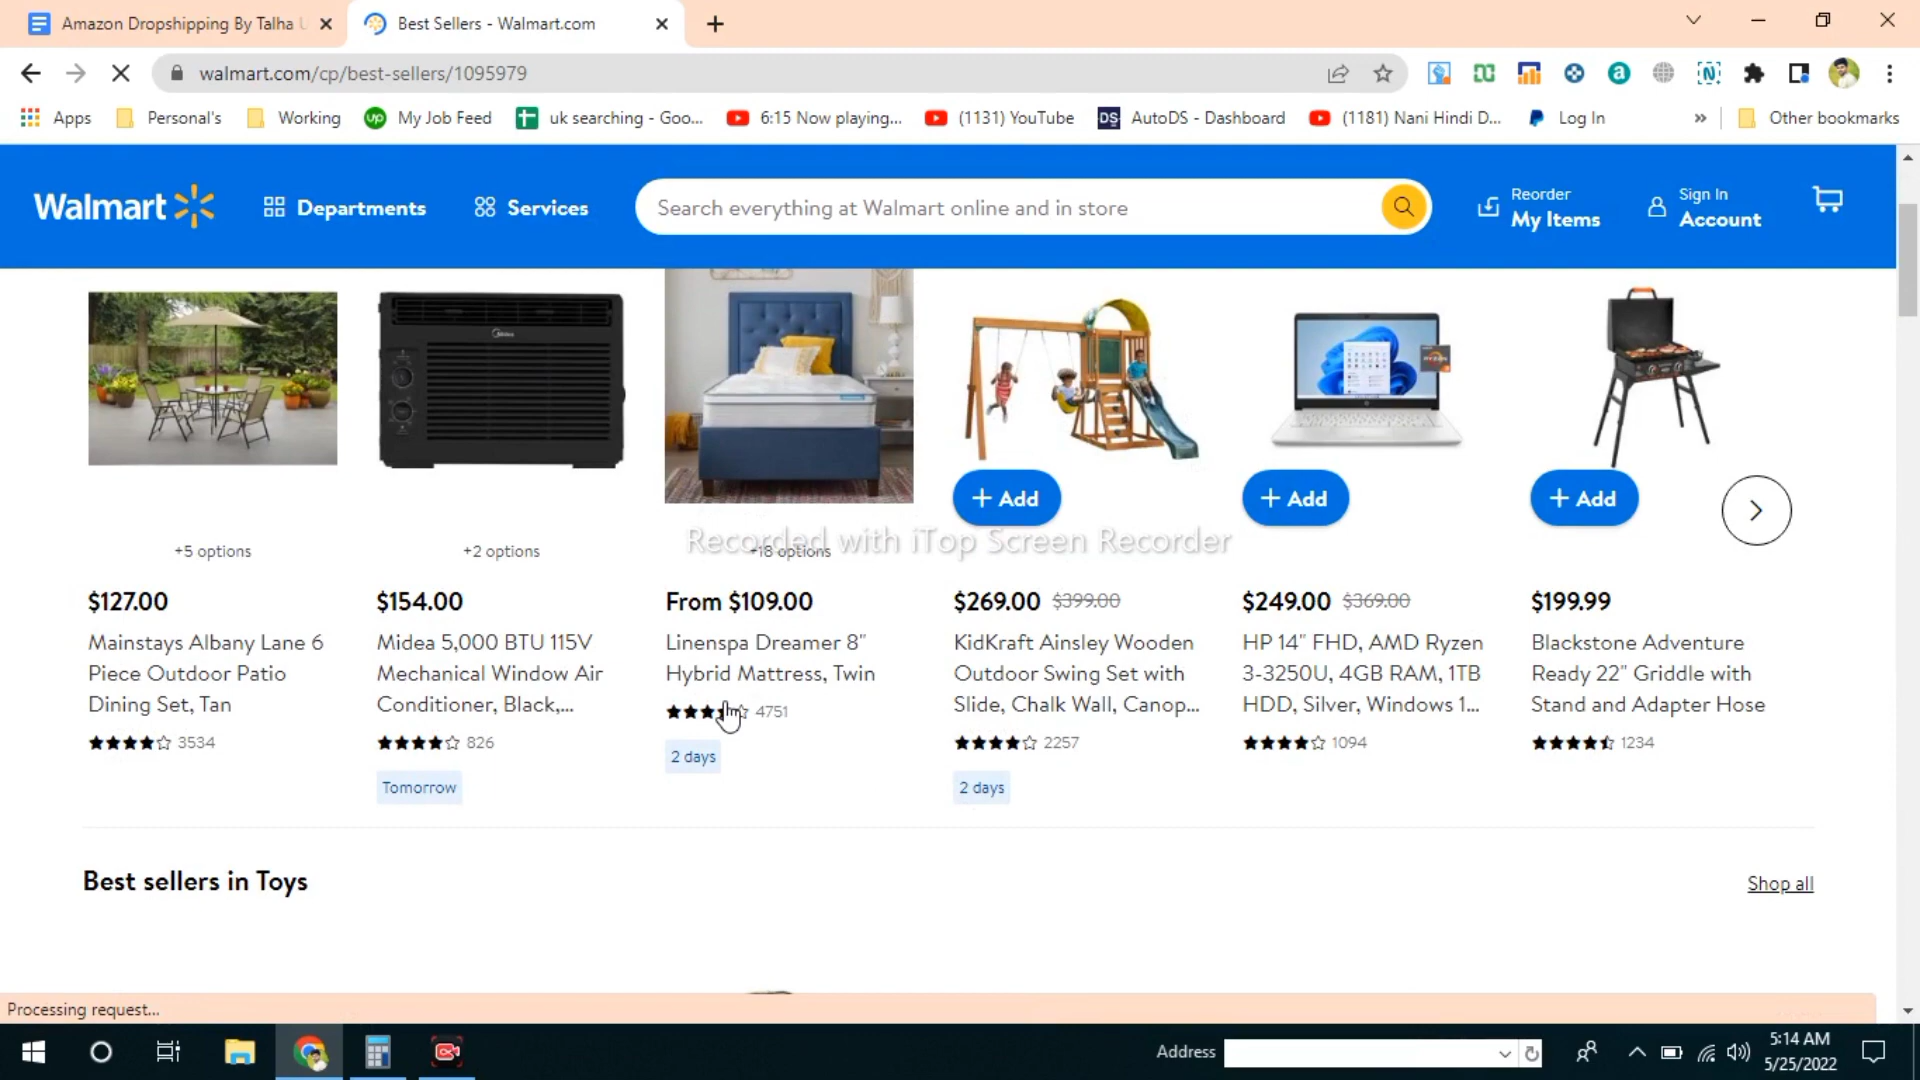 Amazon Dropshipping By Talha
Best Sellers - Walmart.com
walmart.com/cp/best-sellers/1095979
Apps
Personal's
Working
My Job Feed
uk searching - Goo...
6:15 Now playing...
(1131) YouTube
AutoDS - Dashboard
(1181) Nani Hindi D...
Log In
Other bookmarks
Walmart
Departments
Services
Search everything at Walmart online and in store
Reorder
My Items
Sign In
Account
+ Add
+ Add
+ Add
Recorded with iTop Screen Recorder
+5 options
+2 options
+18 options
$127.00
Mainstays Albany Lane 6
Piece Outdoor Patio
Dining Set, Tan
3534
$154.00
Midea 5,000 BTU 115V
Mechanical Window Air
Conditioner, Black,...
826
Tomorrow
From $109.00
Linenspa Dreamer 8"
Hybrid Mattress, Twin
4751
2 days
$269.00 $399.00
KidKraft Ainsley Wooden
Outdoor Swing Set with
Slide, Chalk Wall, Canop...
2257
2 days
$249.00 $369.00
HP 14" FHD, AMD Ryzen
3-3250U, 4GB RAM, 1TB
HDD, Silver, Windows 1...
1094
$199.99
Blackstone Adventure
Ready 22" Griddle with
Stand and Adapter Hose
1234
Best sellers in Toys
Shop all
Processing request...
Address
5:14 AM
5/25/2022